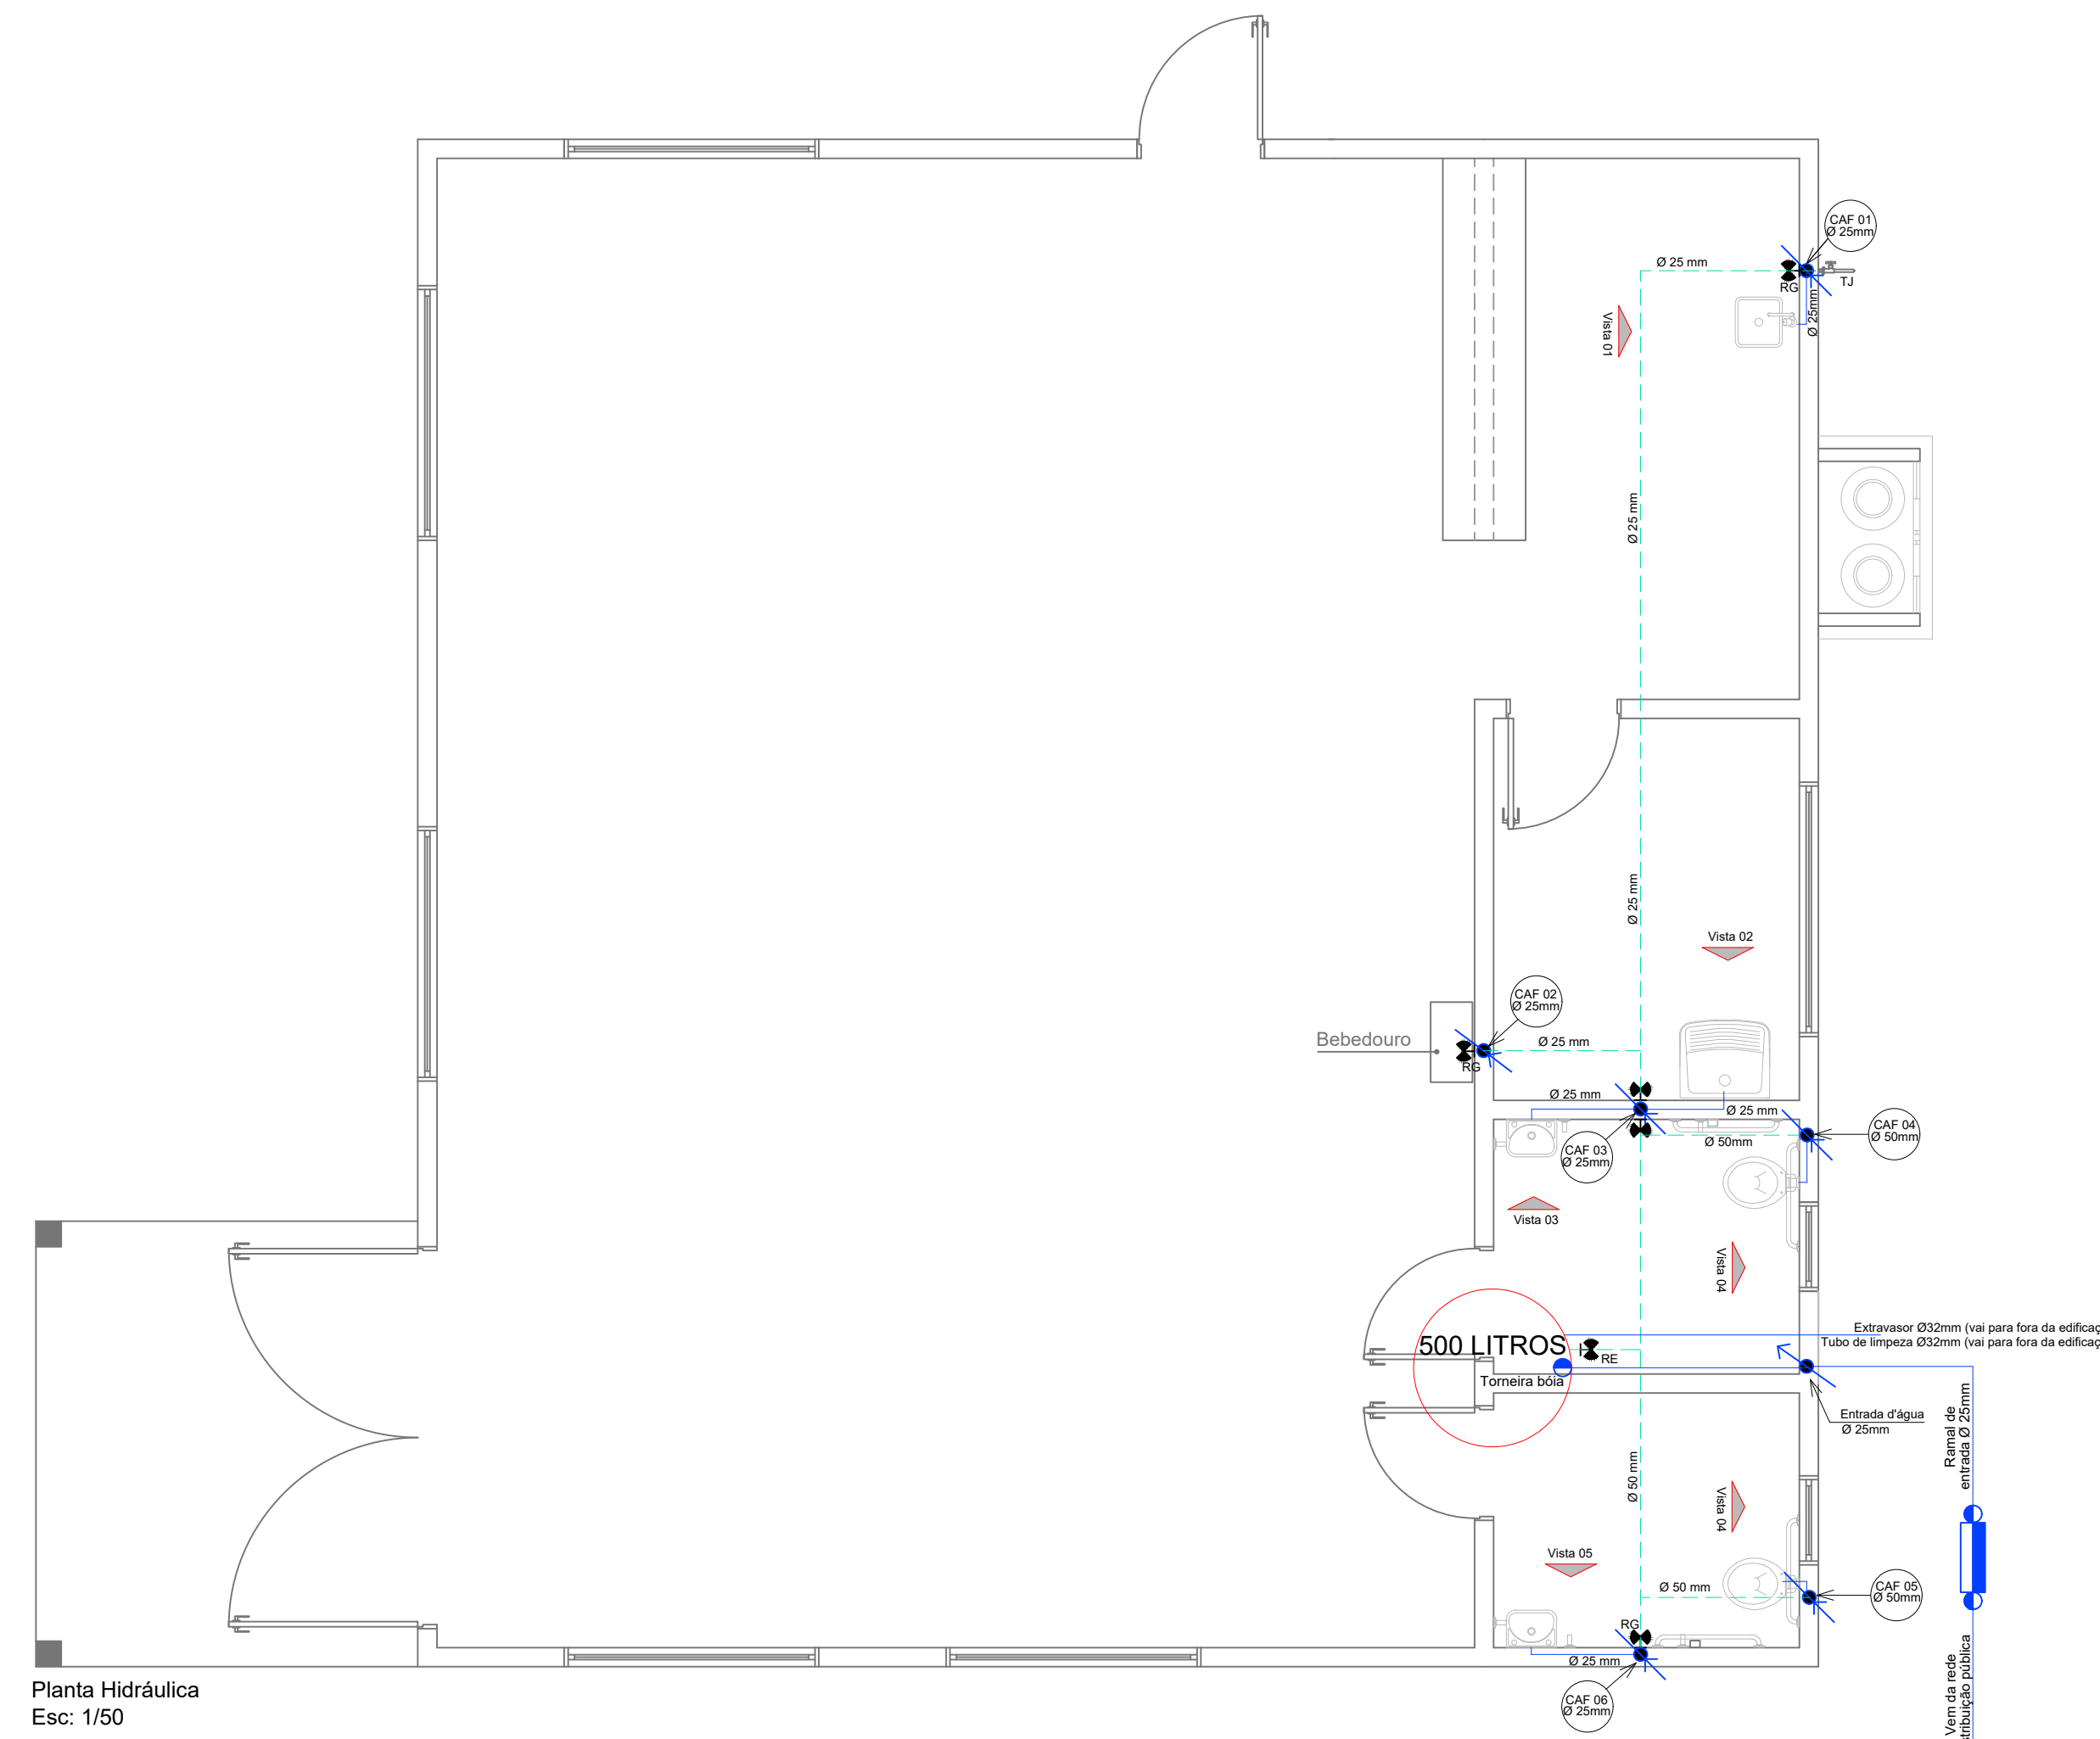 CAF 01
Ø 25mm
Ø 25 mm
RG
TJ
Ø 25mm
Vista 01
Ø 25 mm
Ø 25 mm
Vista 02
CAF 02
Ø 25mm
Bebedouro
Ø 25 mm
RG
Ø 25 mm
Ø 25 mm
CAF 03
Ø 25mm
Ø 50mm
CAF 04
Ø 50mm
Vista 03
Vista 04
500 LITROS
RE
Torneira bóia
Extravasor Ø32mm (vai para fora da edificaç
Tubo de limpeza Ø32mm (vai para fora da edificaç
Entrada d'água
Ø 25mm
Ramal de
entrada Ø 25mm
Ø 50 mm
Vista 04
Vista 05
Ø 50 mm
CAF 05
Ø 50mm
RG
Ø 25 mm
CAF 06
Ø 25mm
Vem da rede
stribuição pública
Planta Hidráulica
Esc: 1/50